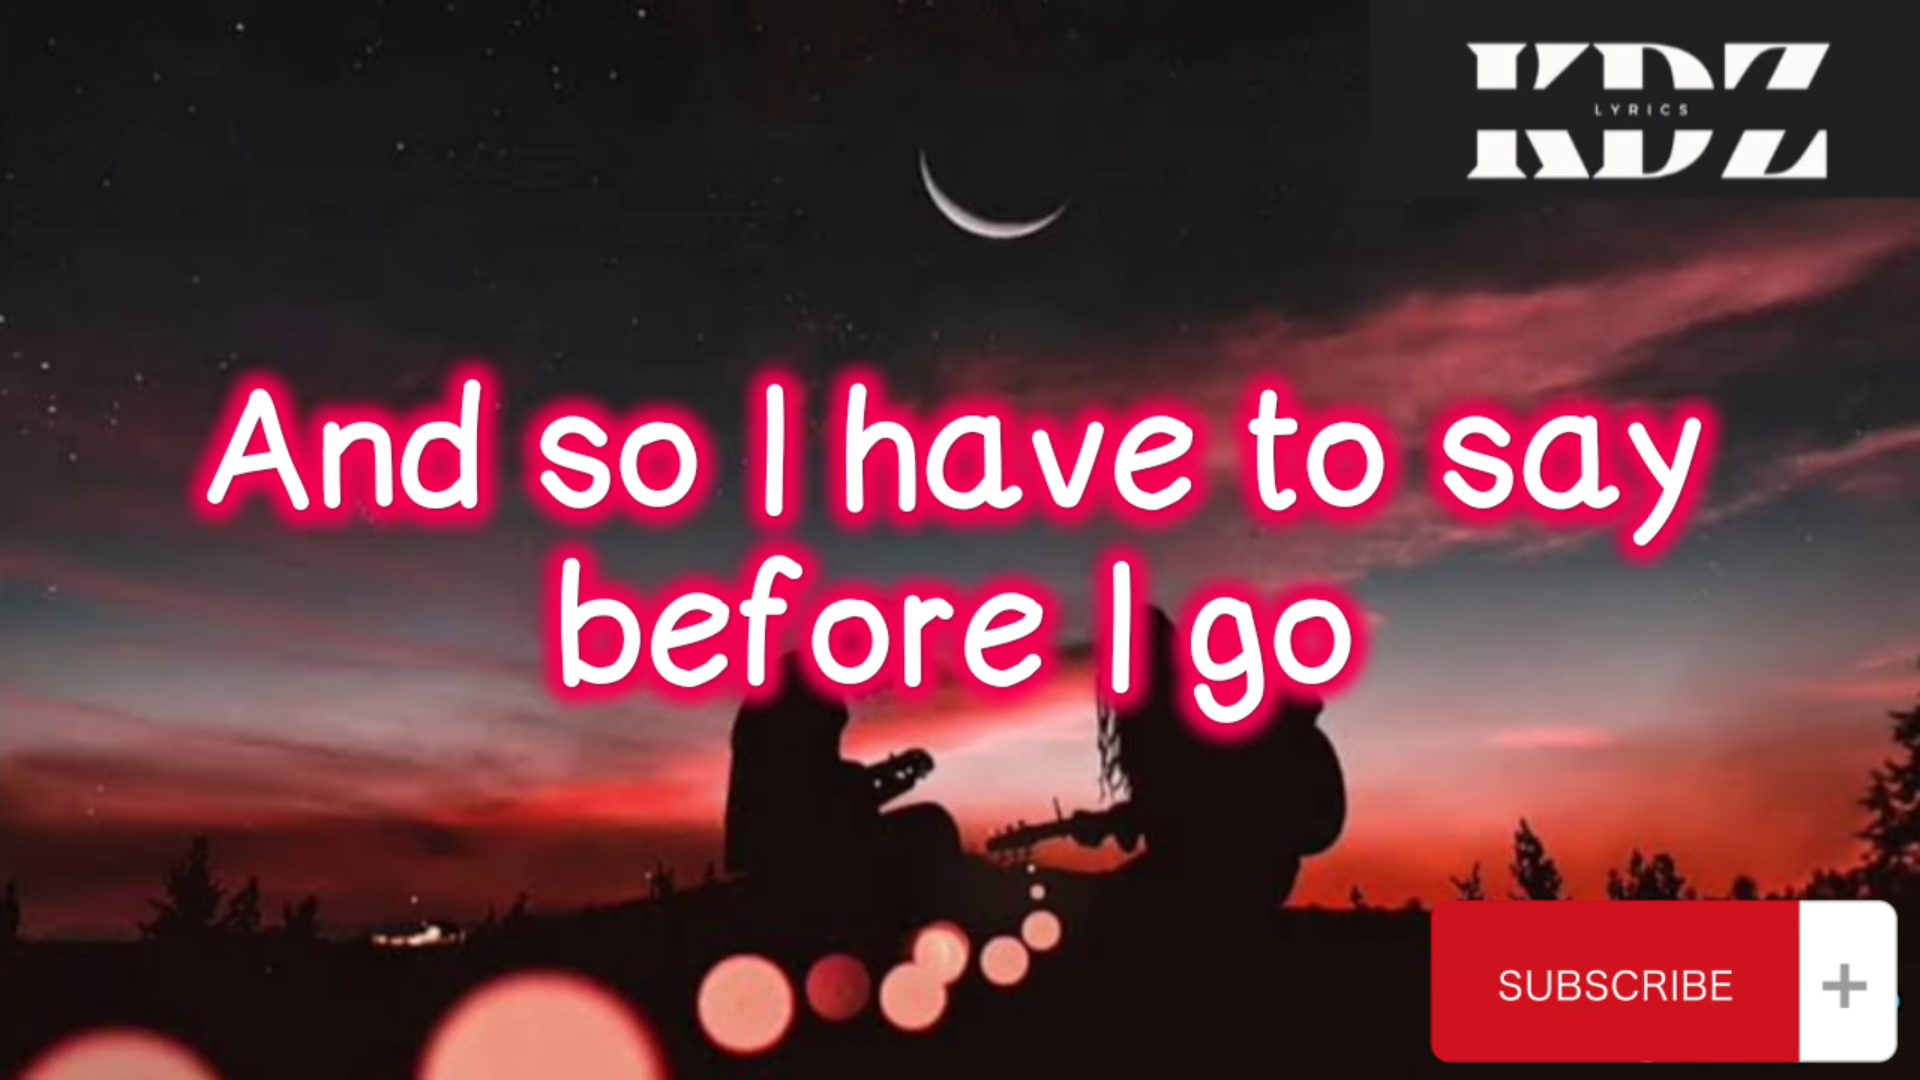 KDZ
LYRICS
And so I have to say
before I go
SUBSCRIBE
+